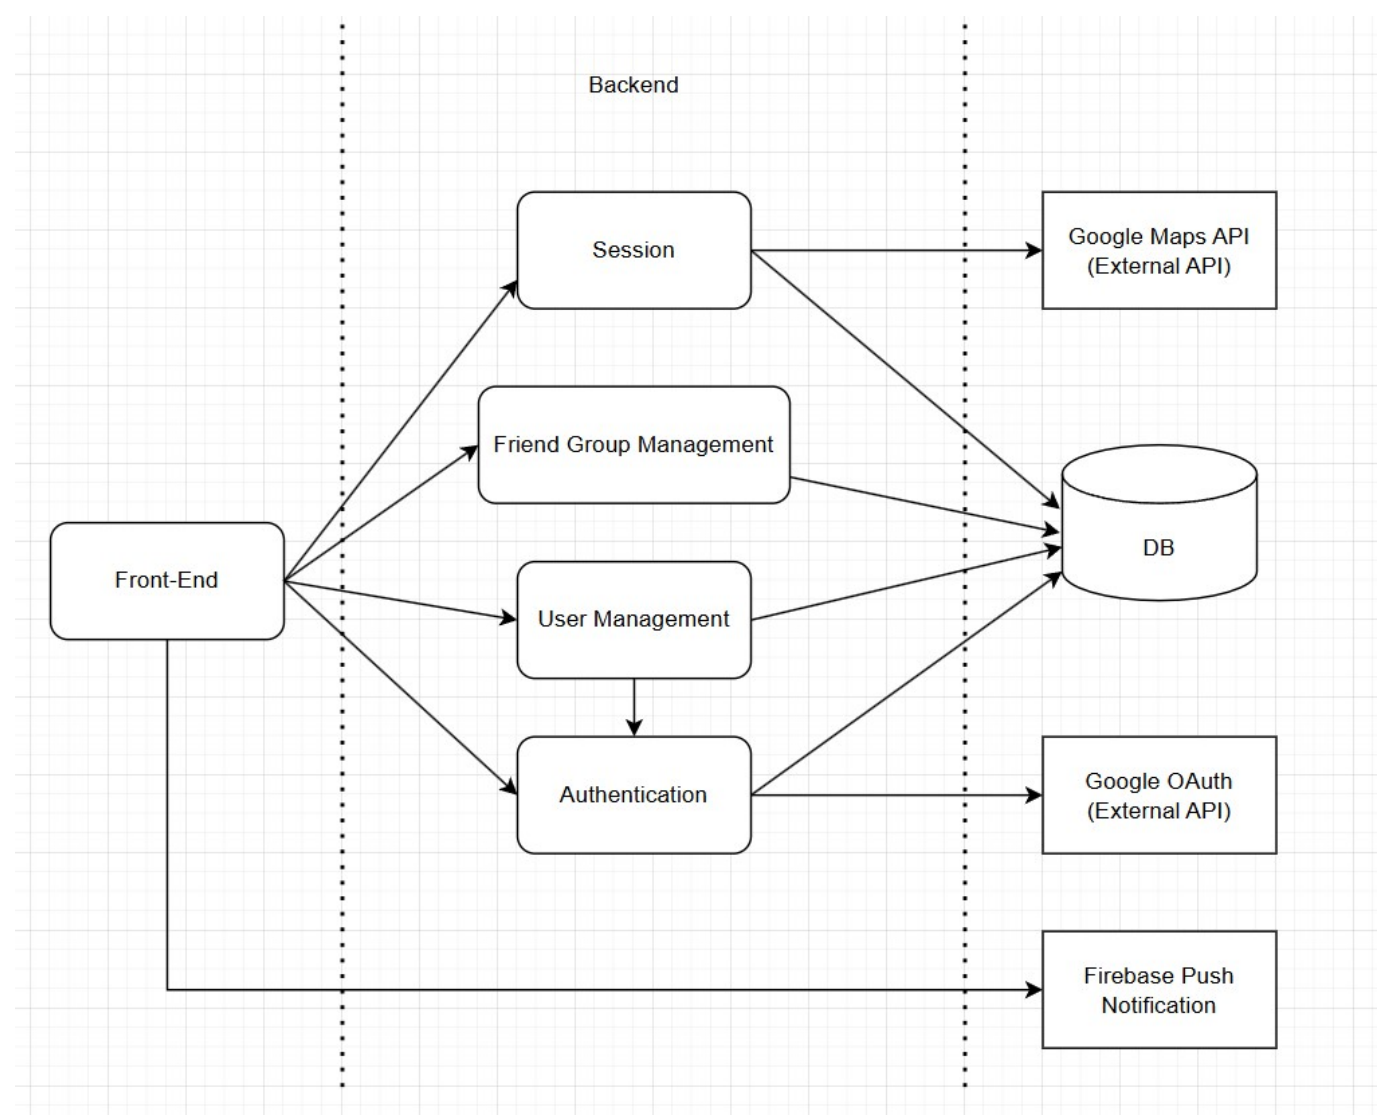 Backend
Session
Google Maps API
(External API)
Friend Group Management
DB
Front-End
User Management
Authentication
Google OAuth
(External API)
Firebase Push
Notification